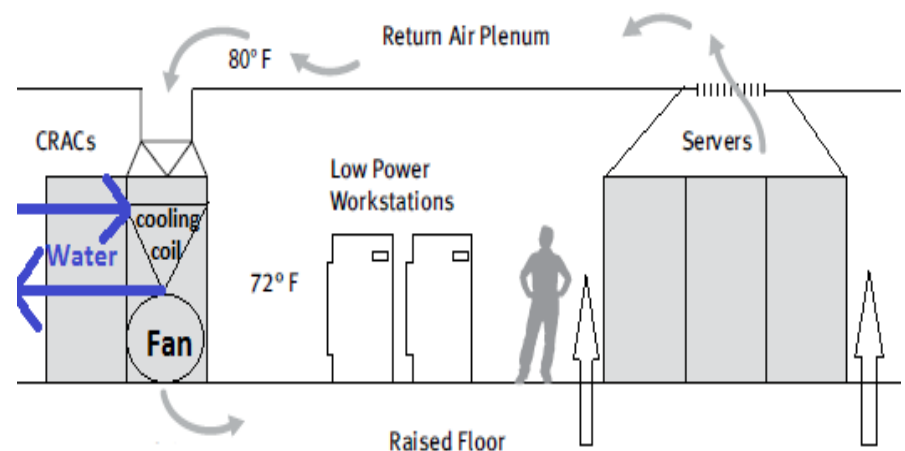 Return Air Plenum
80° F
CRACs
Servers
Low Power
Workstations
cooling
coil
Water
72° F
Fan
Raised Floor